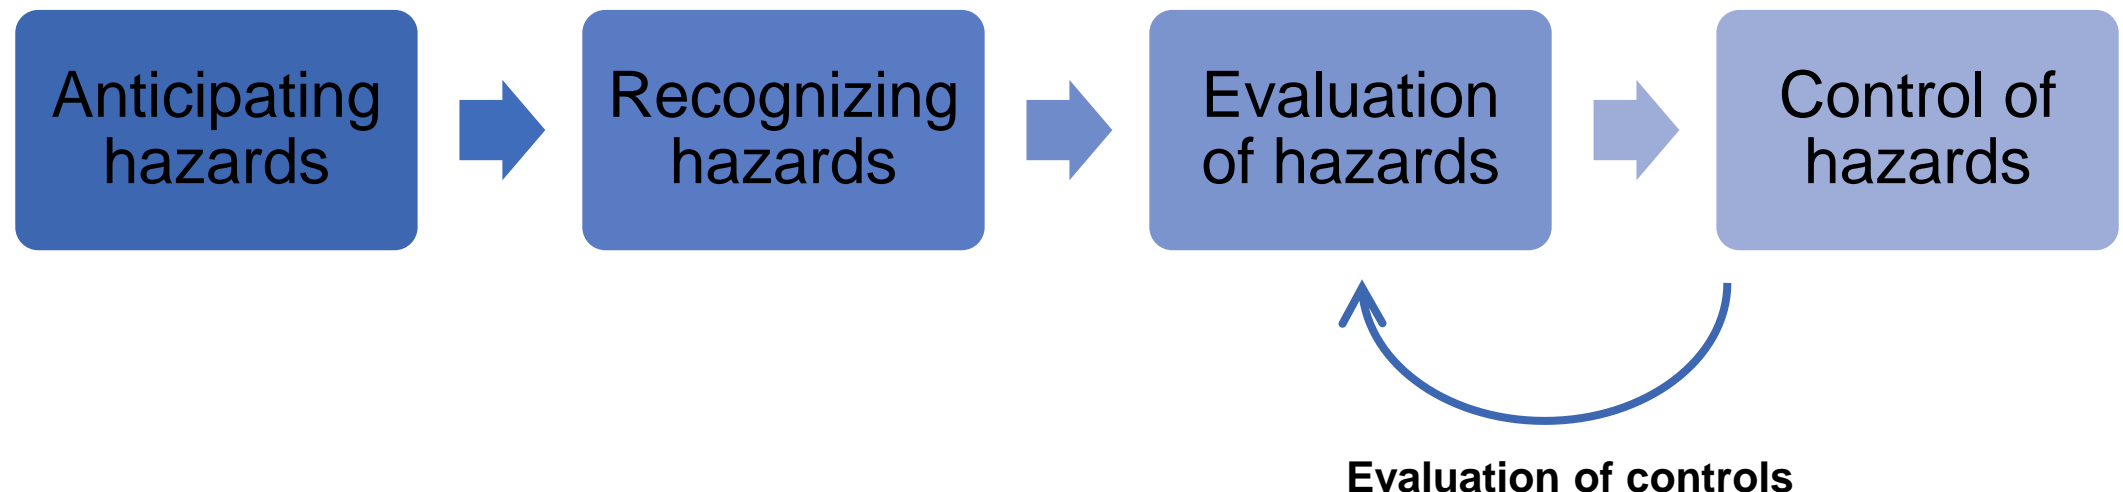 Anticipating
hazards
Recognizing
hazards
Evaluation
of hazards
Control of
hazards
Evaluation of controls